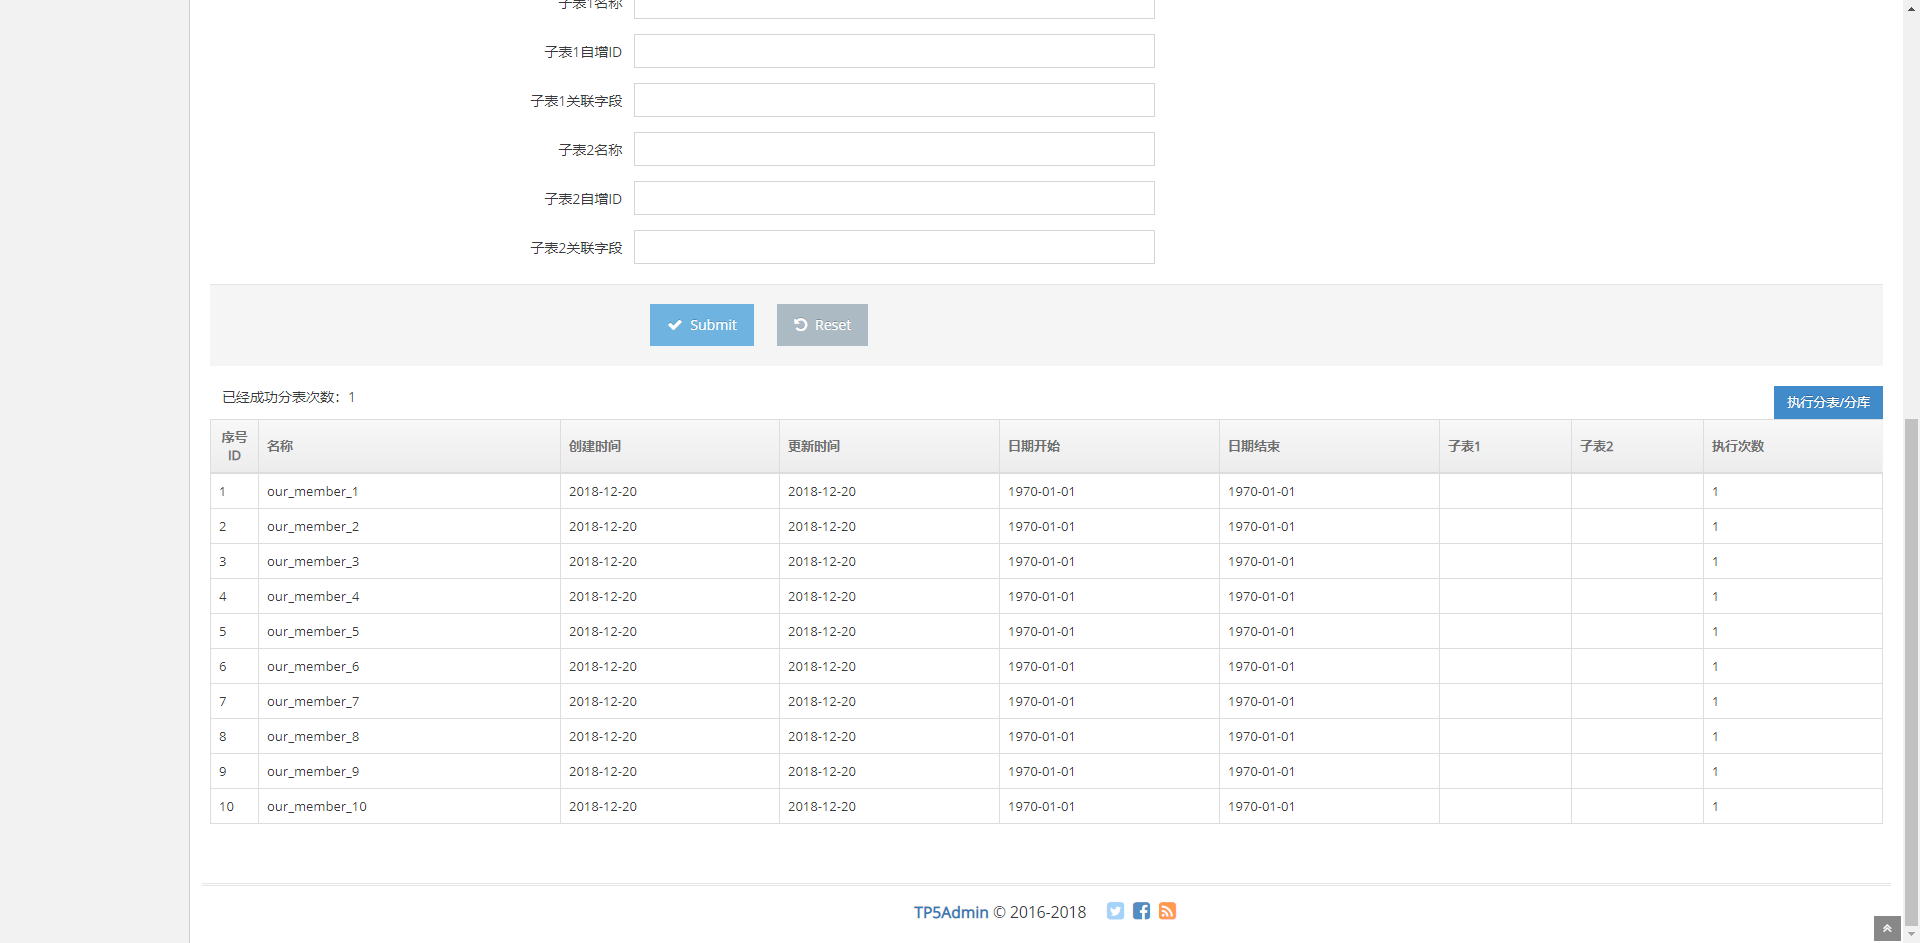 子表1名称
子表1自增ID
子表1关联字段
子表2名称
子表2自增ID
子表2关联字段
Submit Reset
已经成功分表次数：1
执行分表/分库
序号ID 名称 创建时间 更新时间 日期开始 日期结束 子表1 子表2 执行次数
1 our_member_1 2018-12-20 2018-12-20 1970-01-01 1970-01-01 1
2 our_member_2 2018-12-20 2018-12-20 1970-01-01 1970-01-01 1
3 our_member_3 2018-12-20 2018-12-20 1970-01-01 1970-01-01 1
4 our_member_4 2018-12-20 2018-12-20 1970-01-01 1970-01-01 1
5 our_member_5 2018-12-20 2018-12-20 1970-01-01 1970-01-01 1
6 our_member_6 2018-12-20 2018-12-20 1970-01-01 1970-01-01 1
7 our_member_7 2018-12-20 2018-12-20 1970-01-01 1970-01-01 1
8 our_member_8 2018-12-20 2018-12-20 1970-01-01 1970-01-01 1
9 our_member_9 2018-12-20 2018-12-20 1970-01-01 1970-01-01 1
10 our_member_10 2018-12-20 2018-12-20 1970-01-01 1970-01-01 1
TP5Admin © 2016-2018